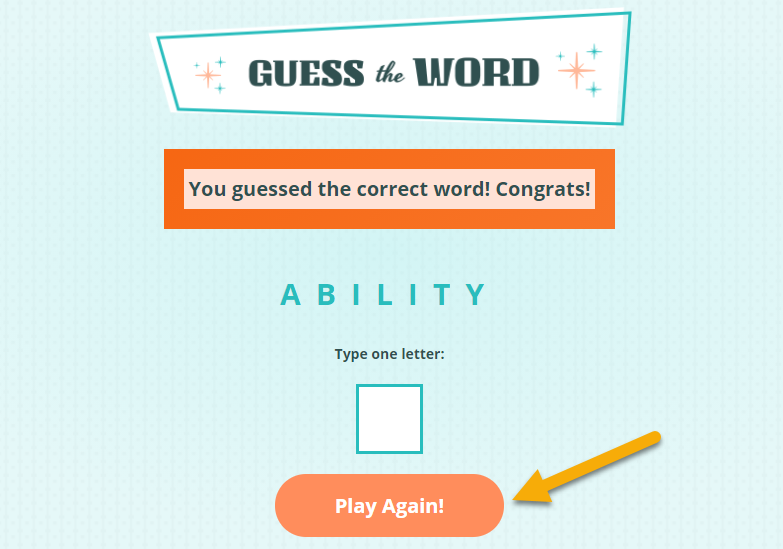 GUESS the WORD
You guessed the correct word! Congrats!
A B I L I T Y
Type one letter:
Play Again!